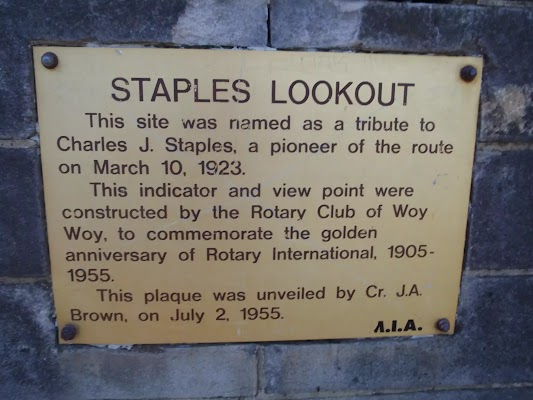 STAPLES LOOKOUT
This site was named as a tribute to
Charles J. Staples, a pioneer of the route
on March 10, 1923.
This indicator and view point were
constructed by the Rotary Club of Woy
Woy, to commemorate the golden
anniversary of Rotary International, 1905-
1955.
This plaque was unveiled by Cr. J.A.
Brown, on July 2, 1955.
A.I.A.